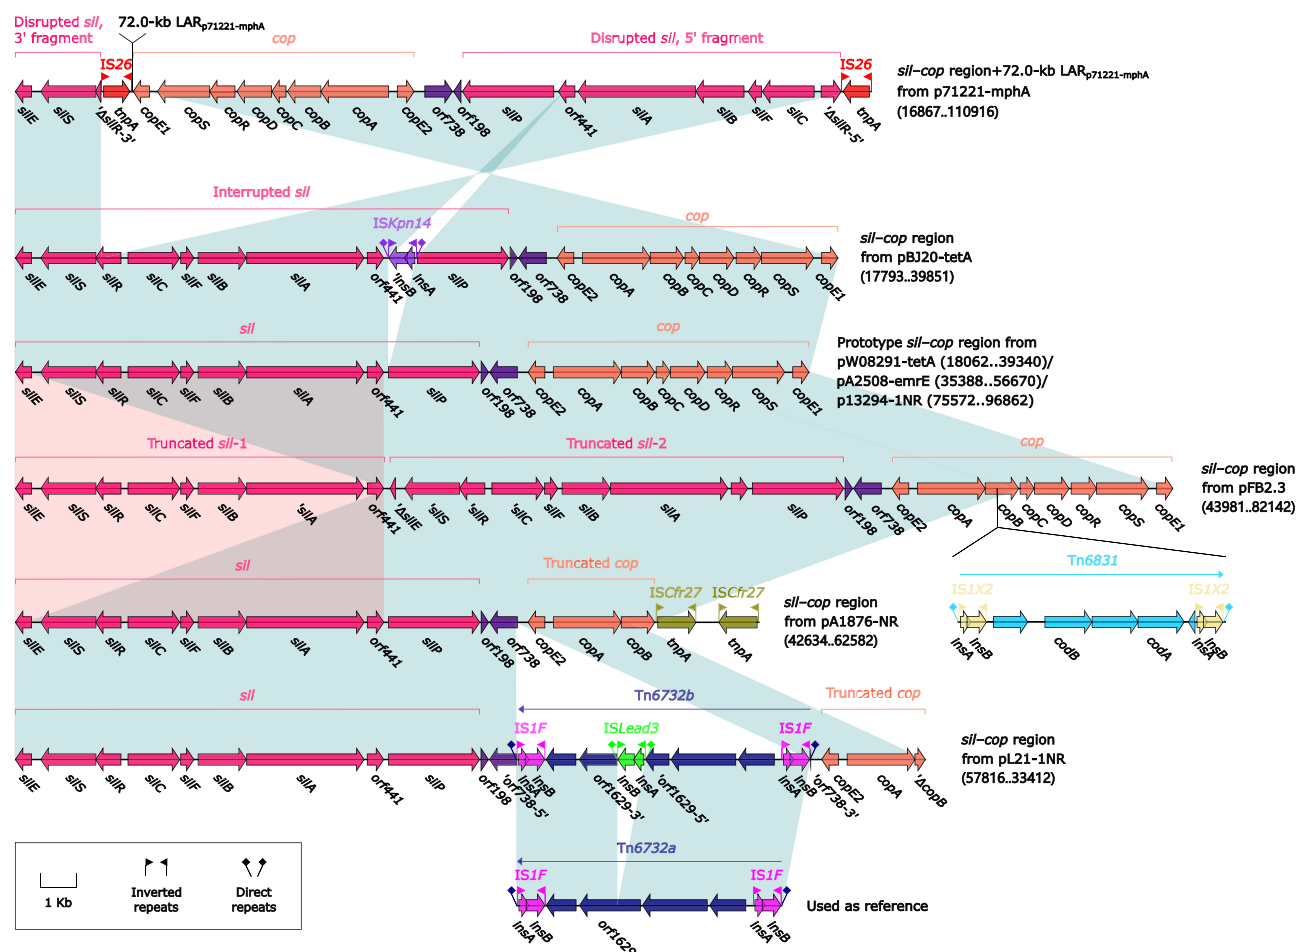 Disrupted sil, 3' fragment
72.0-kb LARp71221-mphA
cop
Disrupted sil, 5' fragment
IS26
IS26
silE silS 'ΔsilR-3' tnpA copE1 copS copR copD copC copB copA copE2 orf738 orf198 silP orf441 silA silB silF silC 'ΔsilR-5' tnpA
sil–cop region+72.0-kb LARp71221-mphA
from p71221-mphA
(16867..110916)
Interrupted sil
ISKpn14
cop
silE silS silR silC silF silB silA orf441 'insB insA silP orf198 orf738 copE2 copA copB copC copD copR copS copE1
sil–cop region
from pBJ20-tetA
(17793..39851)
sil
cop
silE silS silR silC silF silB silA orf441 silP orf198 orf738 copE2 copA copB copC copD copR copS copE1
Prototype sil–cop region from
pW08291-tetA (18062..39340)/
pA2508-emrE (35388..56670)/
p13294-1NR (75572..96862)
Truncated sil-1
Truncated sil-2
cop
silE silS silR silC silF silB 'silA orf441 'ΔsilE 'silS 'silR 'silC silF silB silA silP orf198 orf738 copE2 copA copB copC copD copR copS copE1
sil–cop region
from pFB2.3
(43981..82142)
Tn6831
IS1X2
IS1X2
insA insB codB codA insA insB
sil
Truncated cop
ISCfr27
ISCfr27
silE silS silR silC silF silB silA orf441 silP orf198 orf738 copE2 copA copB tnpA tnpA
sil–cop region
from pA1876-NR
(42634..62582)
sil
Tn6732b
Truncated cop
IS1F
ISLead3
IS1F
silE silS silR silC silF silB silA orf441 silP orf198 'orf738-5' insA insB orf1629-3' insB insA 'orf1629-5' insA insB 'orf738-3' copE2 copA 'ΔcopB
sil–cop region
from pL21-1NR
(57816..33412)
Tn6732a
IS1F
IS1F
insA insB orf1629 insA insB
Used as reference
1 Kb
Inverted repeats
Direct repeats